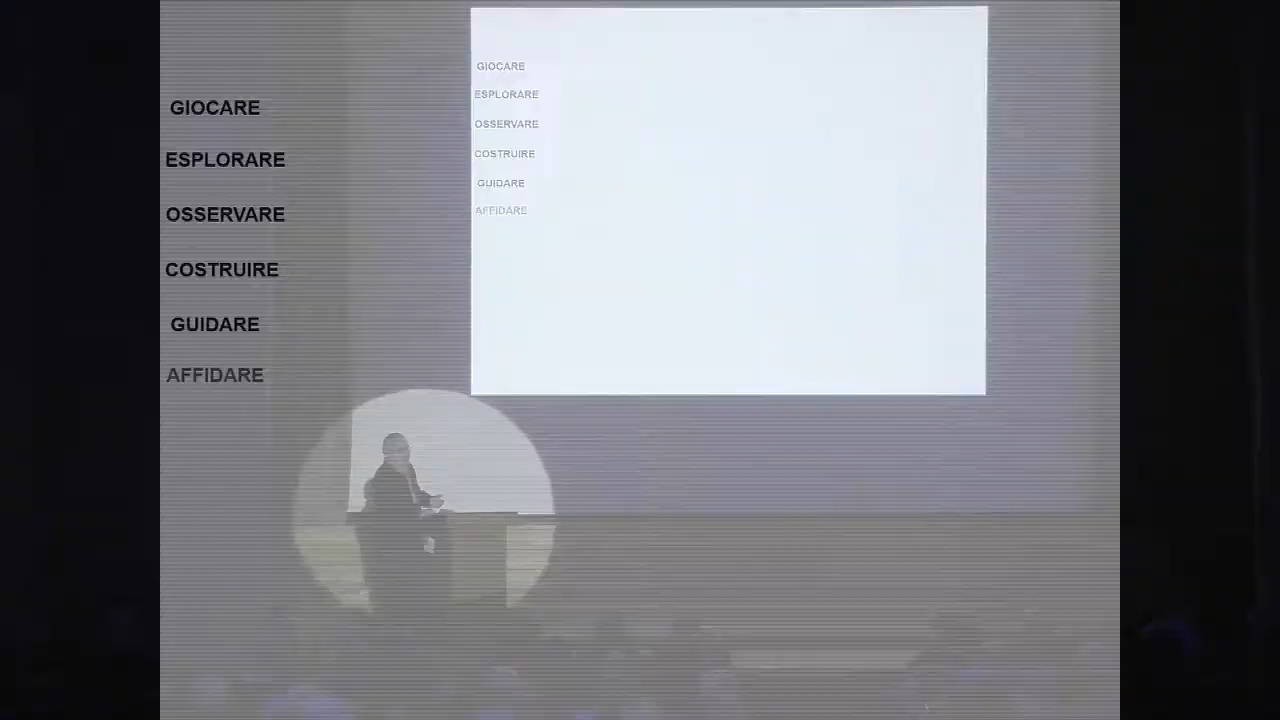 GIOCARE
ESPLORARE
OSSERVARE
COSTRUIRE
GUIDARE
AFFIDARE
GIOCARE
ESPLORARE
OSSERVARE
COSTRUIRE
GUIDARE
AFFIDARE